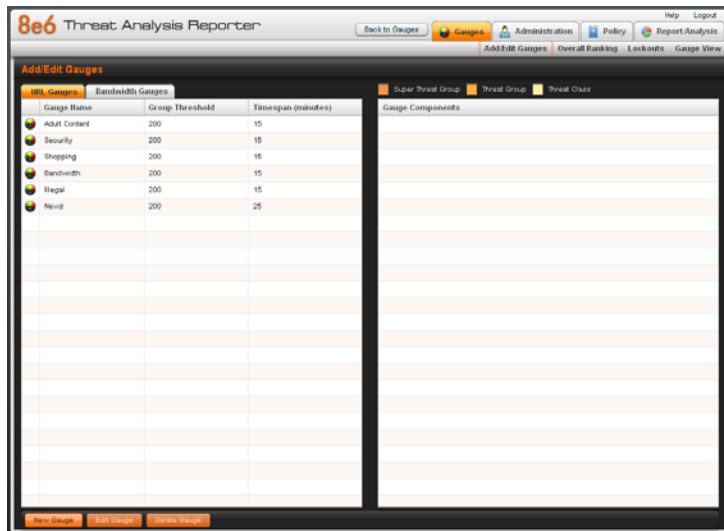 Help Logout
8e6 Threat Analysis Reporter
Back to Gauges Gauges Administration Policy Report/Analysis
Add/Edit Gauges Overall Ranking Lockouts Gauge View
Add/Edit Gauges
URL Gauges Bandwidth Gauges
Super Threat Group Threat Group Threat Class
Gauge Name Group Threshold Timespan (minutes) Gauge Components
Adult Content 200 15
Security 200 15
Shopping 200 15
Bandwidth 200 15
Illegal 200 15
News 200 25
New Gauge Edit Gauge Delete Gauge